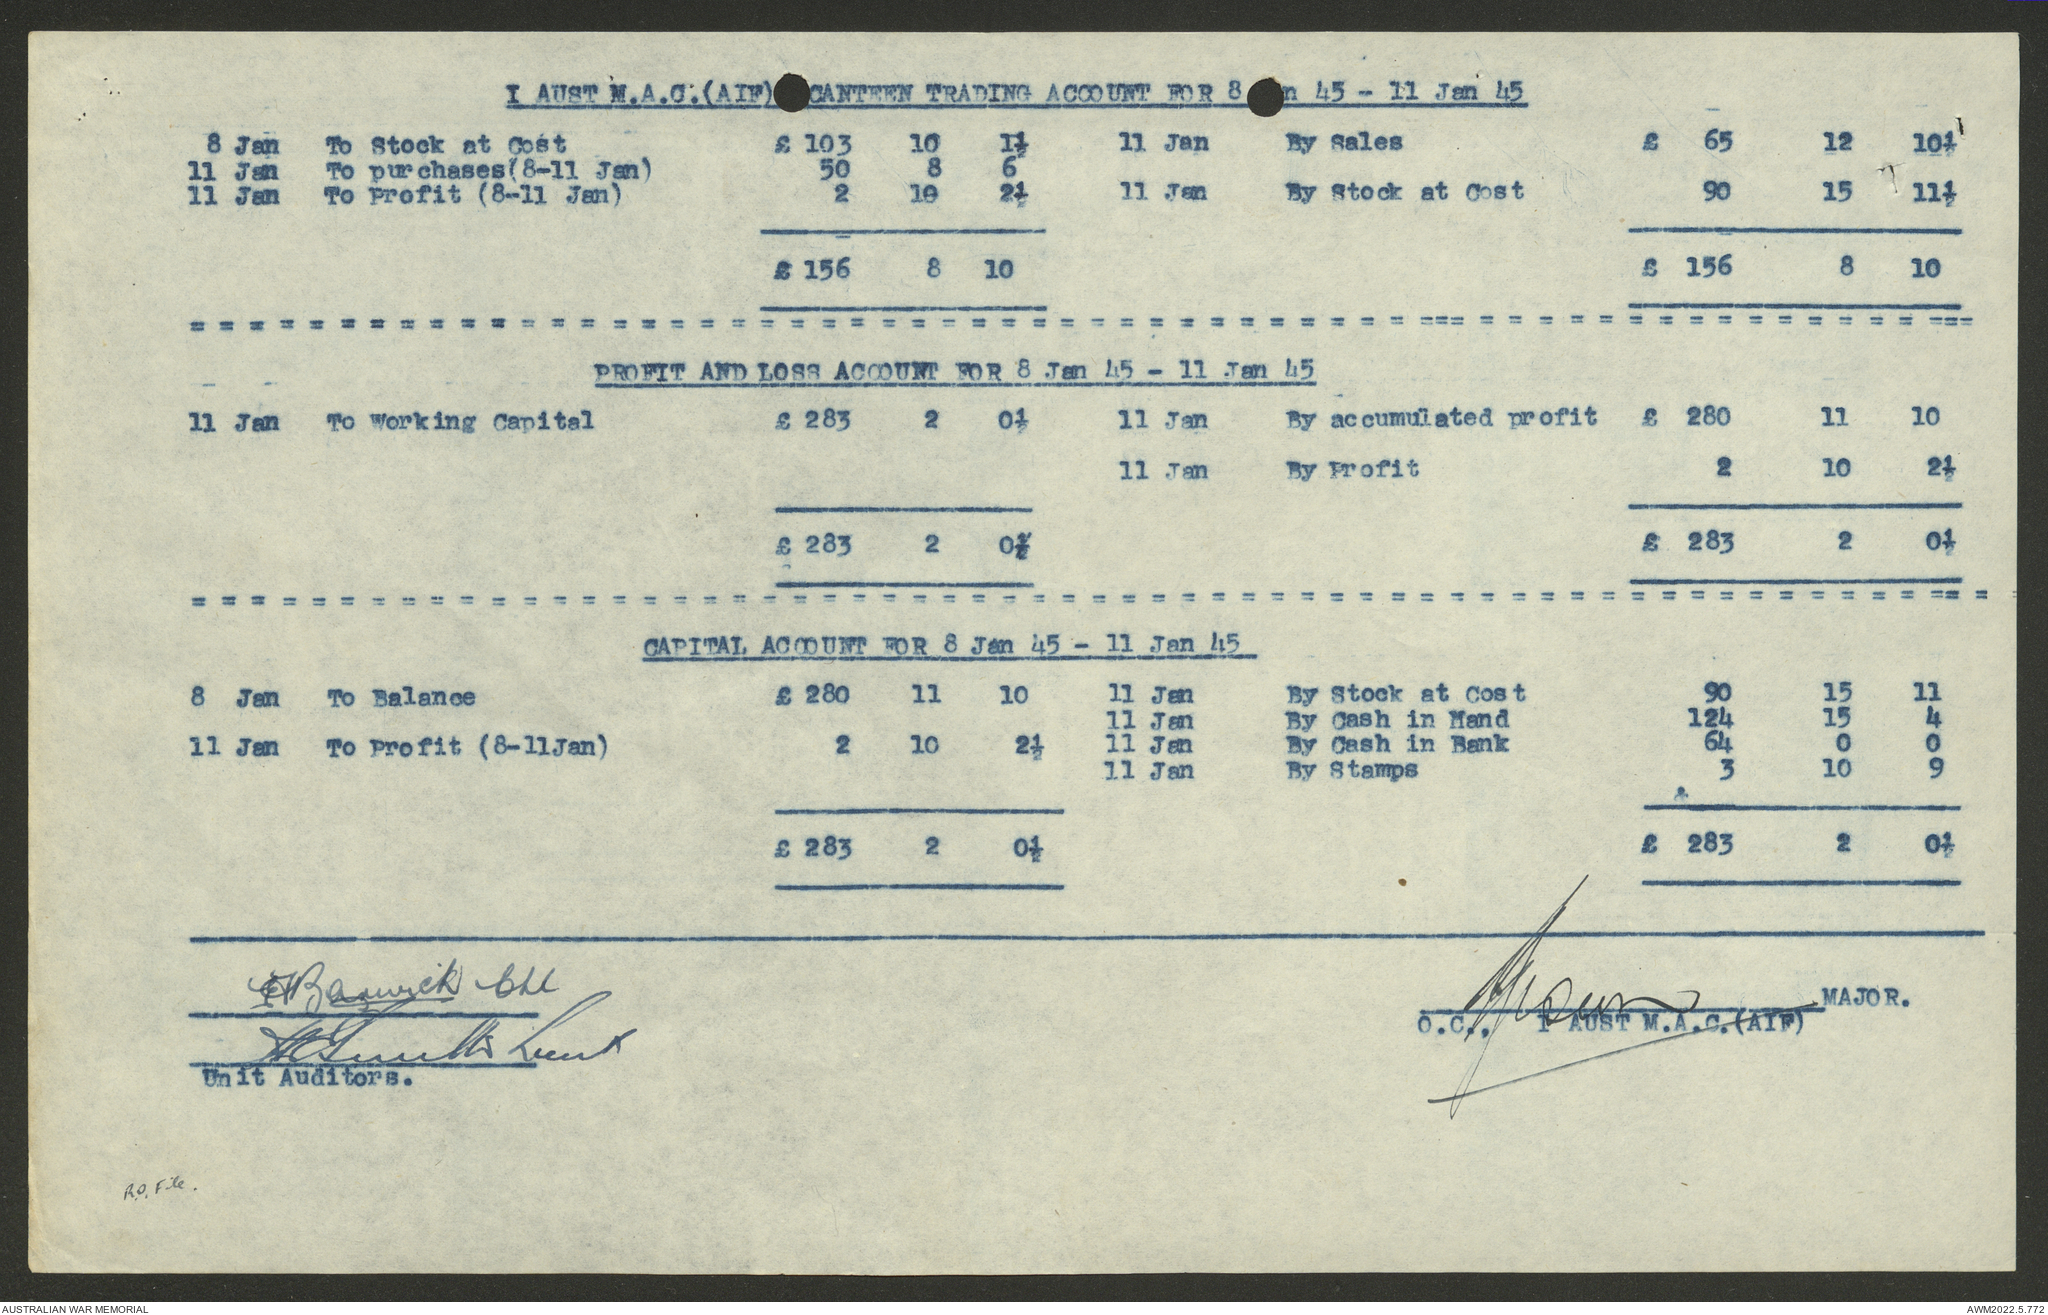 I AUST M.A.C.(AIF) CANTEEN TRADING ACCOUNT FOR 8 Jan 45 - 11 Jan 45
8 Jan To Stock at Cost £ 103 10 1½ 11 Jan By Sales £ 65 12 10½
11 Jan To purchases(8-11 Jan) 50 8 6
11 Jan To Profit (8-11 Jan) 2 10 2½ 11 Jan By Stock at Cost 90 15 11½
£ 156 8 10 £ 156 8 10
PROFIT AND LOSS ACCOUNT FOR 8 Jan 45 - 11 Jan 45
11 Jan To Working Capital £ 283 2 0½ 11 Jan By accumulated profit £ 280 11 10
11 Jan By Profit 2 10 2½
£ 283 2 0½ £ 283 2 0½
CAPITAL ACCOUNT FOR 8 Jan 45 - 11 Jan 45
8 Jan To Balance £ 280 11 10 11 Jan By Stock at Cost 90 15 11
11 Jan By Cash in Hand 124 15 4
11 Jan To Profit (8-11Jan) 2 10 2½ 11 Jan By Cash in Bank 64 0 0
11 Jan By Stamps 3 10 9
£ 283 2 0½ £ 283 2 0½
Barwick
MAJOR.
Lieut
O.C., I AUST M.A.C.(AIF)
Unit Auditors.
R.O. File.
AUSTRALIAN WAR MEMORIAL AWM2022.5.772